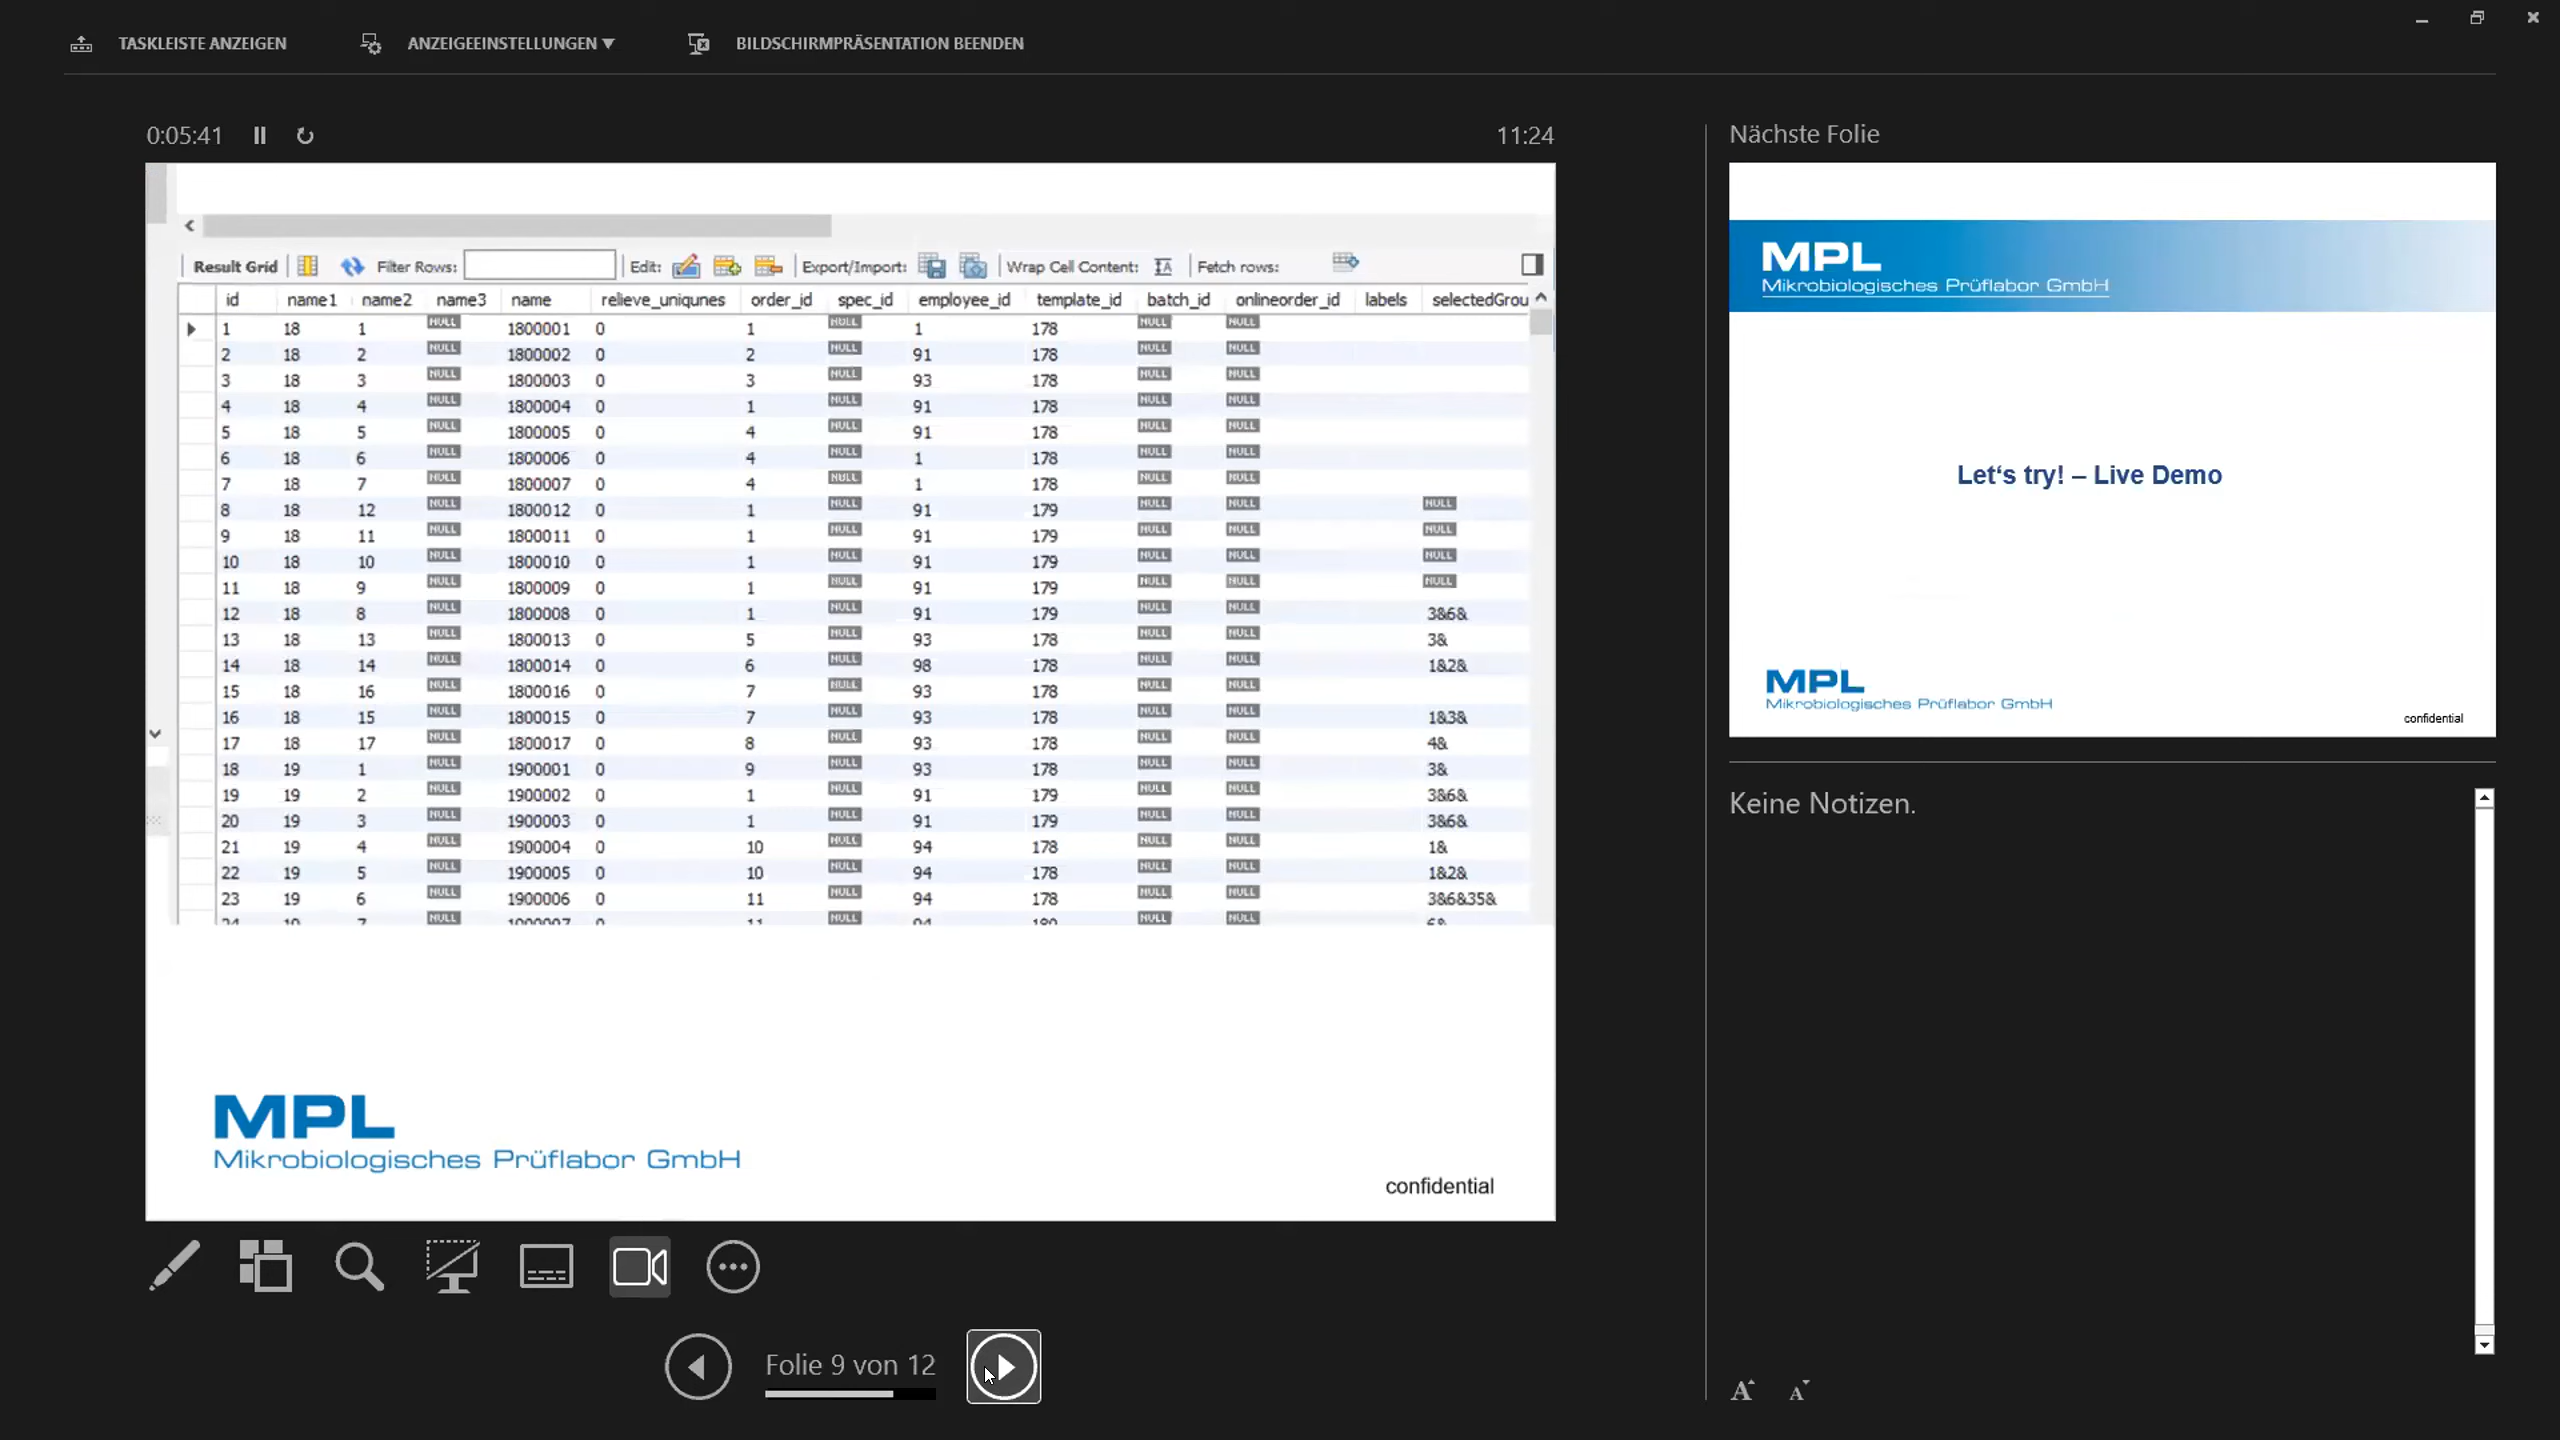 TASKLEISTE ANZEIGEN ANZEIGEEINSTELLUNGEN ▼ BILDSCHIRMPRÄSENTATION BEENDEN
0:05:41 11:24
Result Grid Filter Rows: Edit: Export/Import: Wrap Cell Content: Fetch rows:
id name1 name2 name3 name relieve_uniqunes order_id spec_id employee_id template_id batch_id onlineorder_id labels selectedGrou
1 18 1 NULL 1800001 0 1 NULL 1 178 NULL NULL
2 18 2 NULL 1800002 0 2 NULL 91 178 NULL NULL
3 18 3 NULL 1800003 0 3 NULL 93 178 NULL NULL
4 18 4 NULL 1800004 0 1 NULL 91 178 NULL NULL
5 18 5 NULL 1800005 0 4 NULL 91 178 NULL NULL
6 18 6 NULL 1800006 0 4 NULL 1 178 NULL NULL
7 18 7 NULL 1800007 0 4 NULL 1 178 NULL NULL
8 18 12 NULL 1800012 0 1 NULL 91 179 NULL NULL NULL
9 18 11 NULL 1800011 0 1 NULL 91 179 NULL NULL NULL
10 18 10 NULL 1800010 0 1 NULL 91 179 NULL NULL NULL
11 18 9 NULL 1800009 0 1 NULL 91 179 NULL NULL NULL
12 18 8 NULL 1800008 0 1 NULL 91 179 NULL NULL 3&6&
13 18 13 NULL 1800013 0 5 NULL 93 178 NULL NULL 3&
14 18 14 NULL 1800014 0 6 NULL 98 178 NULL NULL 1&2&
15 18 16 NULL 1800016 0 7 NULL 93 178 NULL NULL
16 18 15 NULL 1800015 0 7 NULL 93 178 NULL NULL 1&3&
17 18 17 NULL 1800017 0 8 NULL 93 178 NULL NULL 4&
18 19 1 NULL 1900001 0 9 NULL 93 178 NULL NULL 3&
19 19 2 NULL 1900002 0 1 NULL 91 179 NULL NULL 3&6&
20 19 3 NULL 1900003 0 1 NULL 91 179 NULL NULL 3&6&
21 19 4 NULL 1900004 0 10 NULL 94 178 NULL NULL 1&
22 19 5 NULL 1900005 0 10 NULL 94 178 NULL NULL 1&2&
23 19 6 NULL 1900006 0 11 NULL 94 178 NULL NULL 3&6&35&
MPL
Mikrobiologisches Prüflabor GmbH
confidential
Folie 9 von 12
Nächste Folie
MPL
Mikrobiologisches Prüflabor GmbH
Let‘s try! – Live Demo
MPL
Mikrobiologisches Prüflabor GmbH
confidential
Keine Notizen.
A A